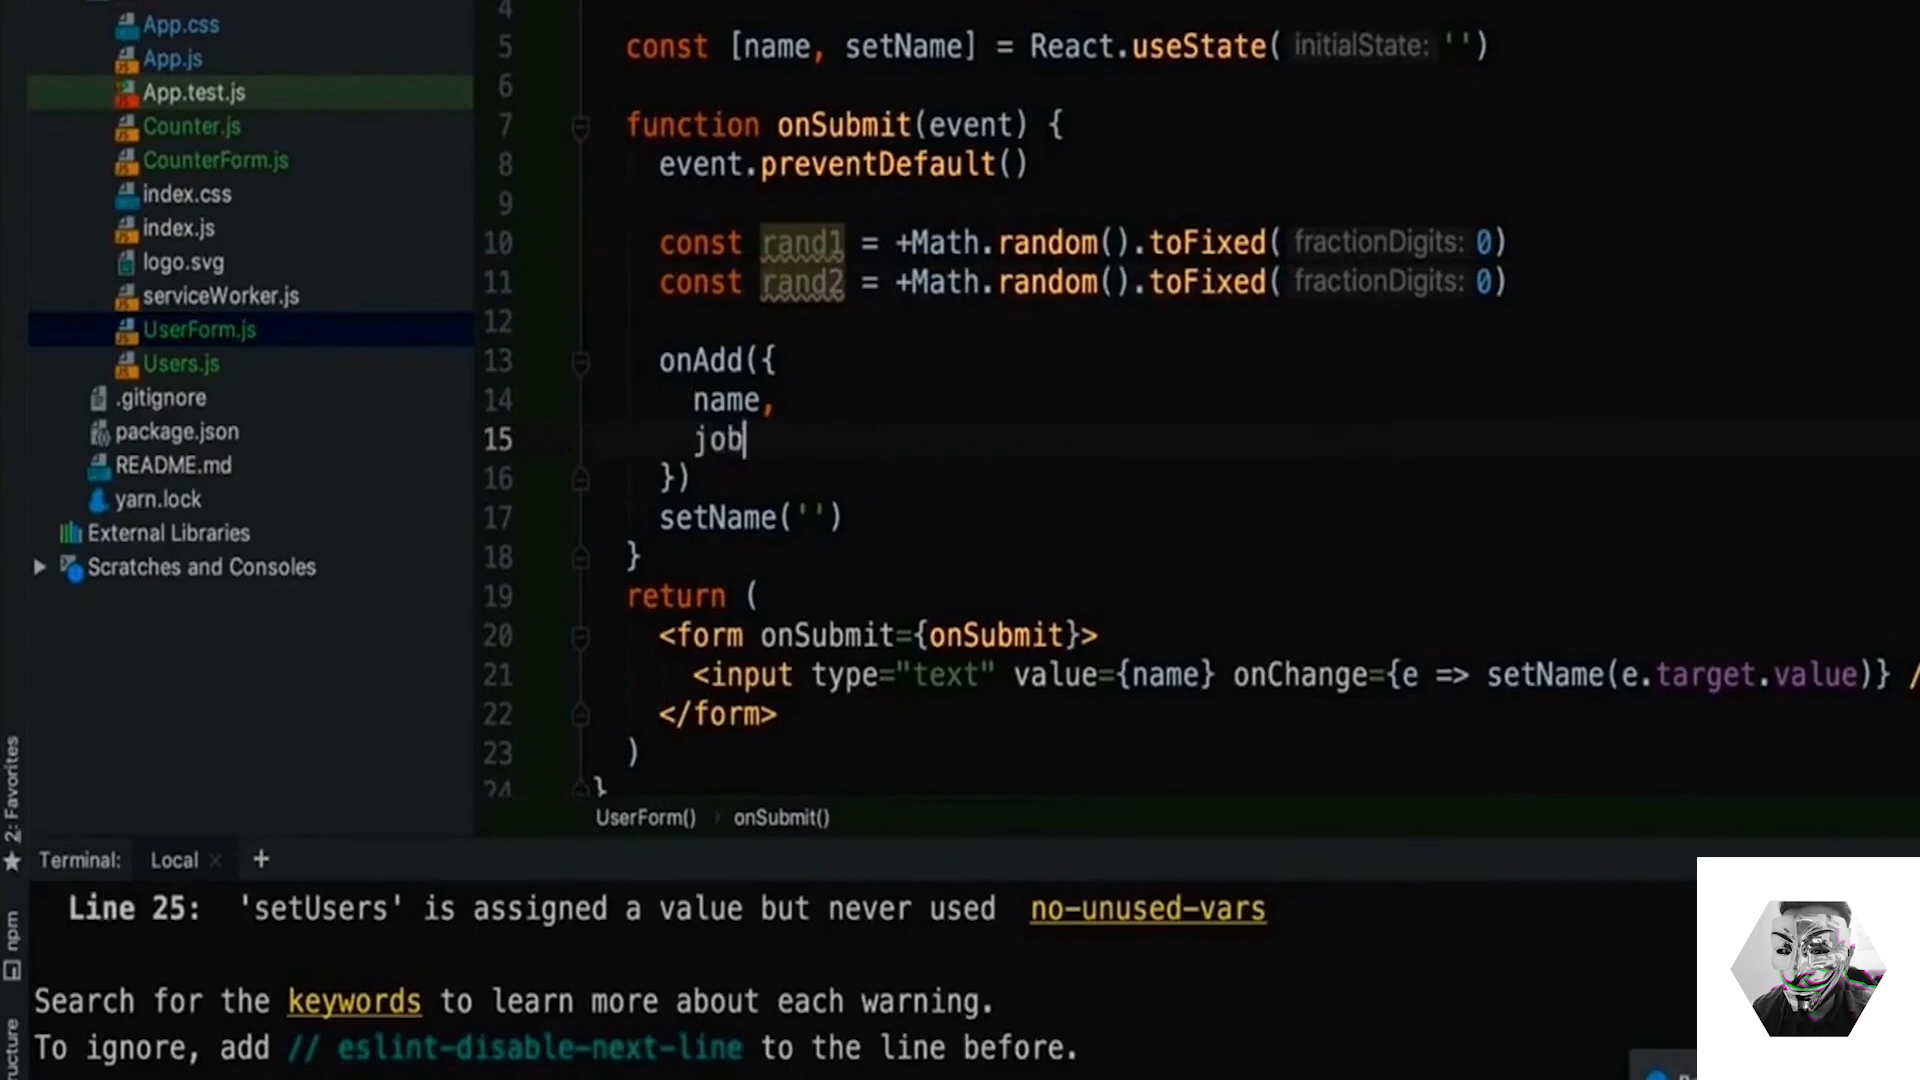 App.css
App.js
App.test.js
Counter.js
CounterForm.js
index.css
index.js
logo.svg
serviceWorker.js
UserForm.js
Users.js
.gitignore
package.json
README.md
yarn.lock
External Libraries
Scratches and Consoles
2: Favorites
npm
4
5 const [name, setName] = React.useState( initialState: '')
6
7 function onSubmit(event) {
8 event.preventDefault()
9
10 const rand1 = +Math.random().toFixed( fractionDigits: 0)
11 const rand2 = +Math.random().toFixed( fractionDigits: 0)
12
13 onAdd({
14 name,
15 job
16 })
17 setName('')
18 }
19 return (
20 <form onSubmit={onSubmit}>
21 <input type="text" value={name} onChange={e => setName(e.target.value)} /
22 </form>
23 )
24 }
UserForm() › onSubmit()
Terminal: Local × +
Line 25: 'setUsers' is assigned a value but never used no-unused-vars
Search for the keywords to learn more about each warning.
To ignore, add // eslint-disable-next-line to the line before.